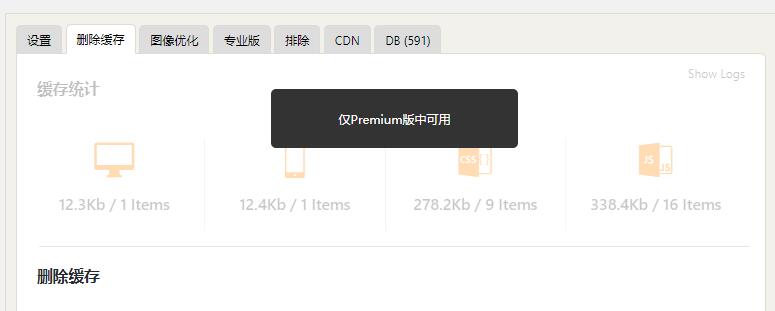 设置 删除缓存 图像优化 专业版 排除 CDN DB (591)
Show Logs
缓存统计
仅Premium版中可用
CSS {} JS JS
12.3Kb / 1 Items 12.4Kb / 1 Items 278.2Kb / 9 Items 338.4Kb / 16 Items
删除缓存